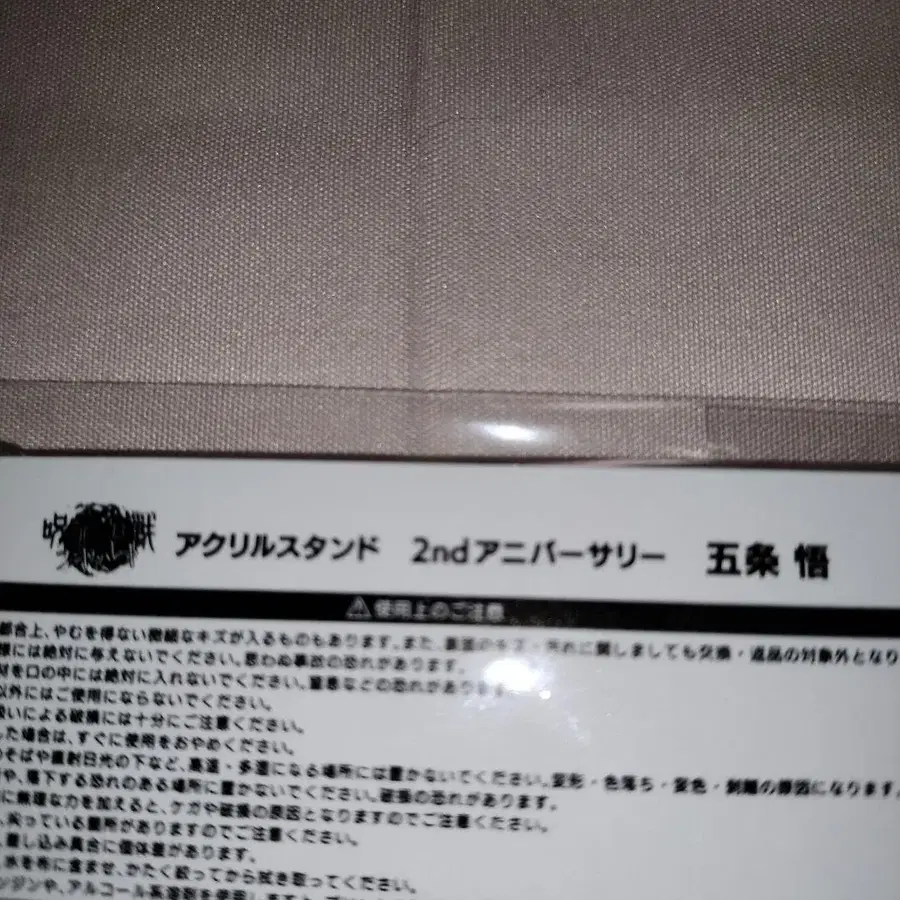 呪 戦
アクリルスタンド 2ndアニバーサリー 五条 悟
⚠使用上のご注意
都合上、やむを得ない微細なキズが入るものもあります。また、裏面のキズ・汚れに関しましても交換・返品の対象外となり
様には絶対に与えないでください。思わぬ事故の恐れがあります。
材を口の中には絶対に入れないでください。窒息などの恐れがあります。
以外にはご使用にならないでください。
扱いによる破損には十分にご注意ください。
した場合は、すぐに使用をおやめください。
のそばや直射日光の下など、高温・多湿になる場所には置かないでください。変形・色落ち・変色・剥離の原因になります。
や、落下する恐れのある場所に置かないでください。破損の恐れがあります。
に無理な力を加えると、ケガや破損の原因となりますのでご注意ください。
、尖っている箇所がありますのでご注意ください。
、差し込み具合に個体差があります。
、水を布に含ませ、かたく絞ってから拭き取ってください。
ンジンや、アルコール系溶剤を使用しますと